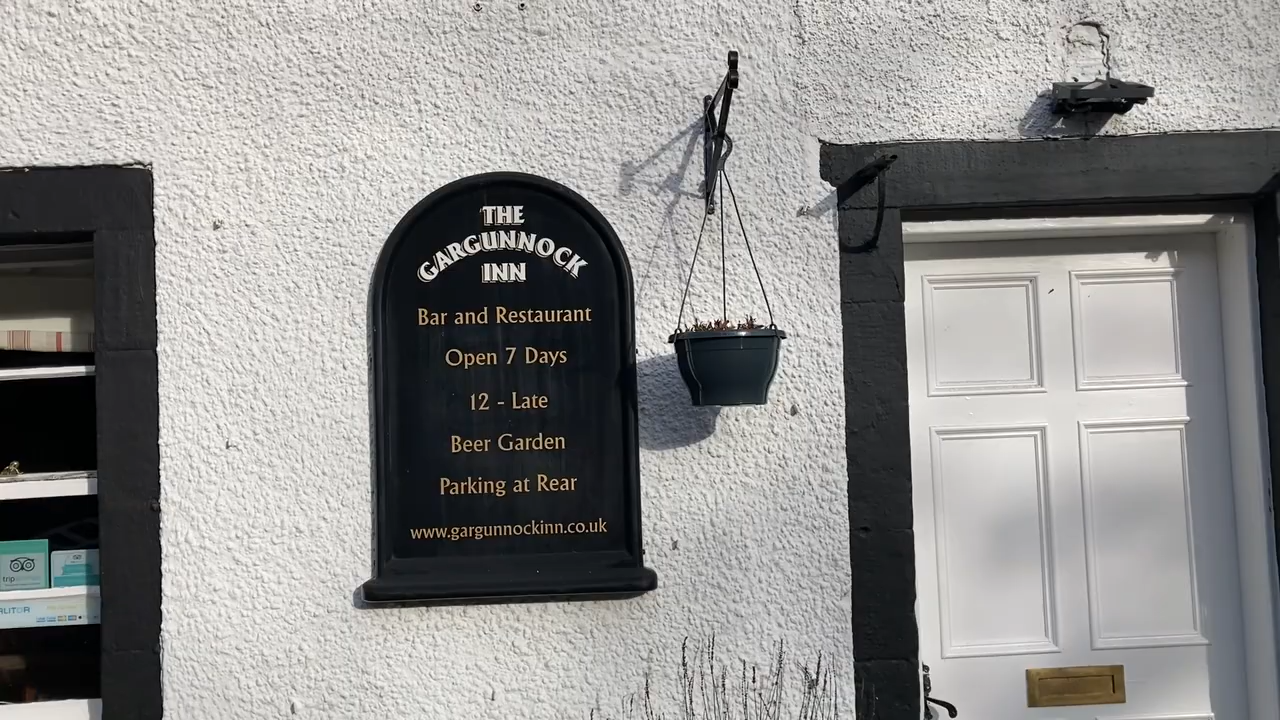 THE
GARGUNNOCK
INN
Bar and Restaurant
Open 7 Days
12 - Late
Beer Garden
Parking at Rear
www.gargunnockinn.co.uk